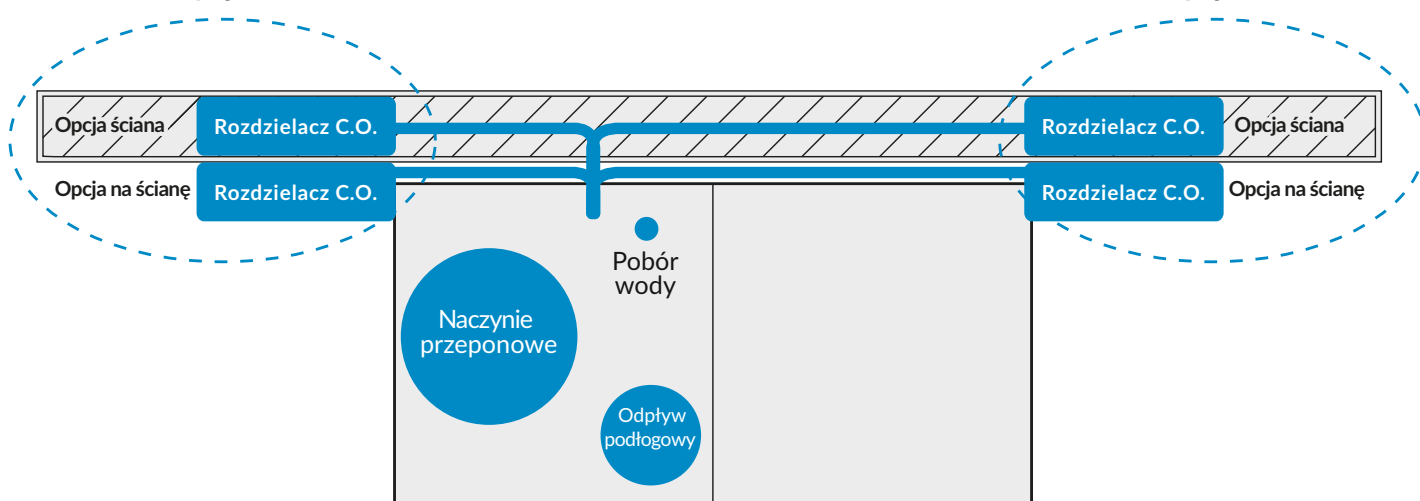 Opcja ściana
Rozdzielacz C.O.
Rozdzielacz C.O.
Opcja ściana
Opcja na ścianę
Rozdzielacz C.O.
Rozdzielacz C.O.
Opcja na ścianę
Pobór
wody
Naczynie
przeponowe
Odpływ
podłogowy